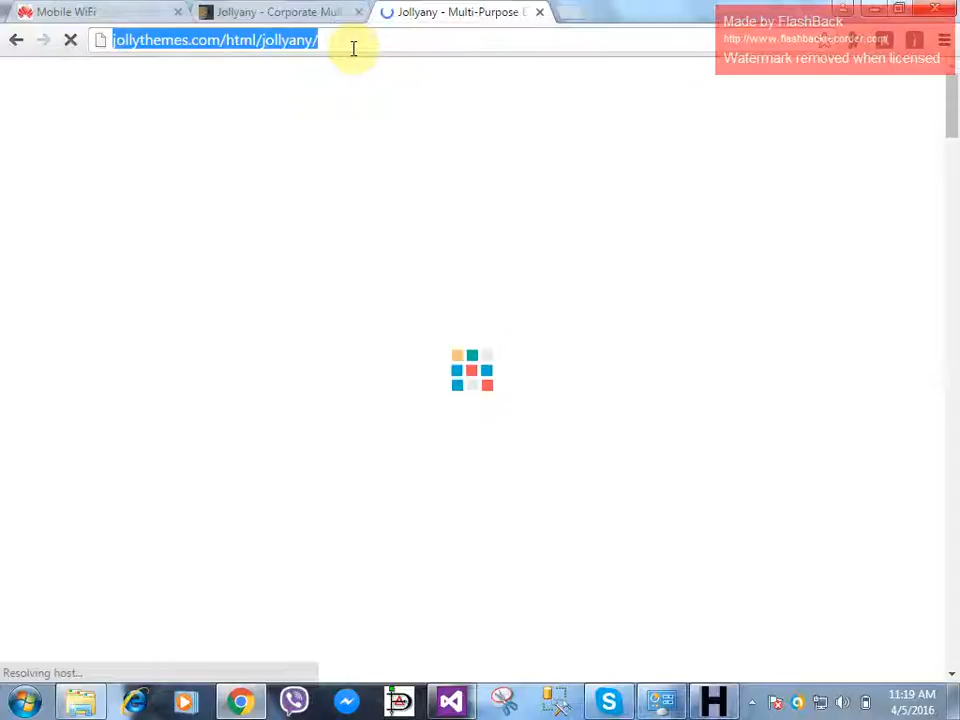 Mobile WiFi
Jollyany - Corporate Mul
Jollyany - Multi-Purpose E
jollythemes.com/html/jollyany/
Made by FlashBack
http://www.flashbackrecorder.com/
Watermark removed when licensed
Resolving host...
11:19 AM
4/5/2016